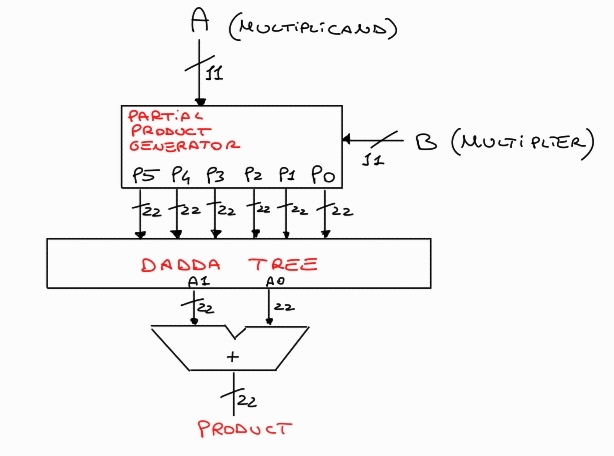 A (MULTIPLICAND)
11
PARTIAL
PRODUCT
GENERATOR
B (MULTIPLIER)
11
P5 P4 P3 P2 P1 P0
22 22 22 22 22 22
DADDA TREE
A1 A0
22 22
+
22
PRODUCT